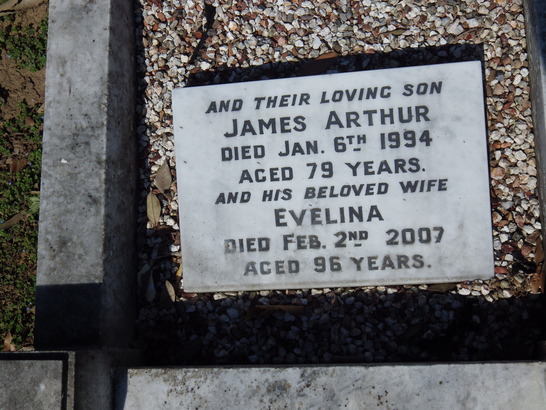 AND THEIR LOVING SON
JAMES ARTHUR
DIED JAN. 6TH 1994
AGED 79 YEARS.
AND HIS BELOVED WIFE
EVELINA
DIED FEB. 2ND 2007
AGED 96 YEARS.